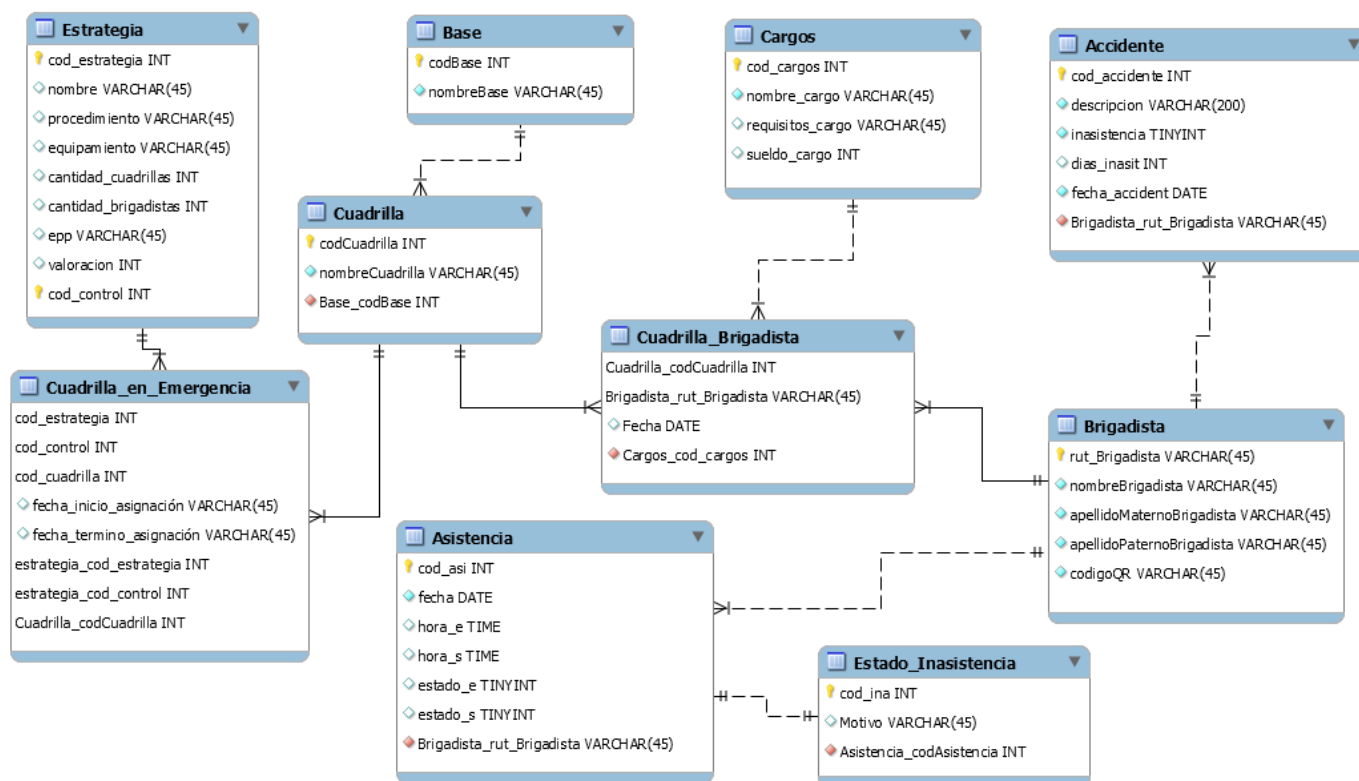 Estrategia
cod_estrategia INT
nombre VARCHAR(45)
procedimiento VARCHAR(45)
equipamiento VARCHAR(45)
cantidad_cuadrillas INT
cantidad_brigadistas INT
epp VARCHAR(45)
valoracion INT
cod_control INT
Base
codBase INT
nombreBase VARCHAR(45)
Cargos
cod_cargos INT
nombre_cargo VARCHAR(45)
requisitos_cargo VARCHAR(45)
sueldo_cargo INT
Accidente
cod_accidente INT
descripcion VARCHAR(200)
inasistencia TINYINT
dias_inasit INT
fecha_accident DATE
Brigadista_rut_Brigadista VARCHAR(45)
Cuadrilla
codCuadrilla INT
nombreCuadrilla VARCHAR(45)
Base_codBase INT
Cuadrilla_Brigadista
Cuadrilla_codCuadrilla INT
Brigadista_rut_Brigadista VARCHAR(45)
Fecha DATE
Cargos_cod_cargos INT
Cuadrilla_en_Emergencia
cod_estrategia INT
cod_control INT
cod_cuadrilla INT
fecha_inicio_asignación VARCHAR(45)
fecha_termino_asignación VARCHAR(45)
estrategia_cod_estrategia INT
estrategia_cod_control INT
Cuadrilla_codCuadrilla INT
Brigadista
rut_Brigadista VARCHAR(45)
nombreBrigadista VARCHAR(45)
apellidoMaternoBrigadista VARCHAR(45)
apellidoPaternoBrigadista VARCHAR(45)
codigoQR VARCHAR(45)
Asistencia
cod_asi INT
fecha DATE
hora_e TIME
hora_s TIME
estado_e TINYINT
estado_s TINYINT
Brigadista_rut_Brigadista VARCHAR(45)
Estado_Inasistencia
cod_ina INT
Motivo VARCHAR(45)
Asistencia_codAsistencia INT